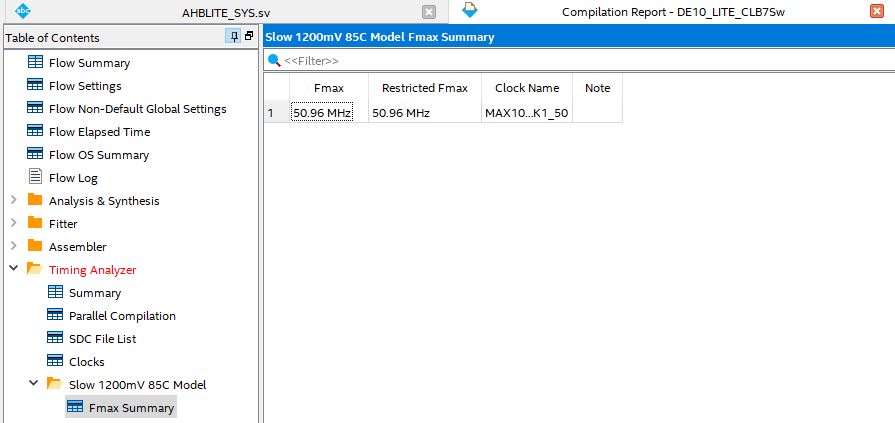 abc
AHBLITE_SYS.sv
Compilation Report - DE10_LITE_CLB7Sw
Table of Contents
Flow Summary
Flow Settings
Flow Non-Default Global Settings
Flow Elapsed Time
Flow OS Summary
Flow Log
Analysis & Synthesis
Fitter
Assembler
Timing Analyzer
Summary
Parallel Compilation
SDC File List
Clocks
Slow 1200mV 85C Model
Fmax Summary
Slow 1200mV 85C Model Fmax Summary
<<Filter>>
Fmax Restricted Fmax Clock Name Note
1 50.96 MHz 50.96 MHz MAX10...K1_50